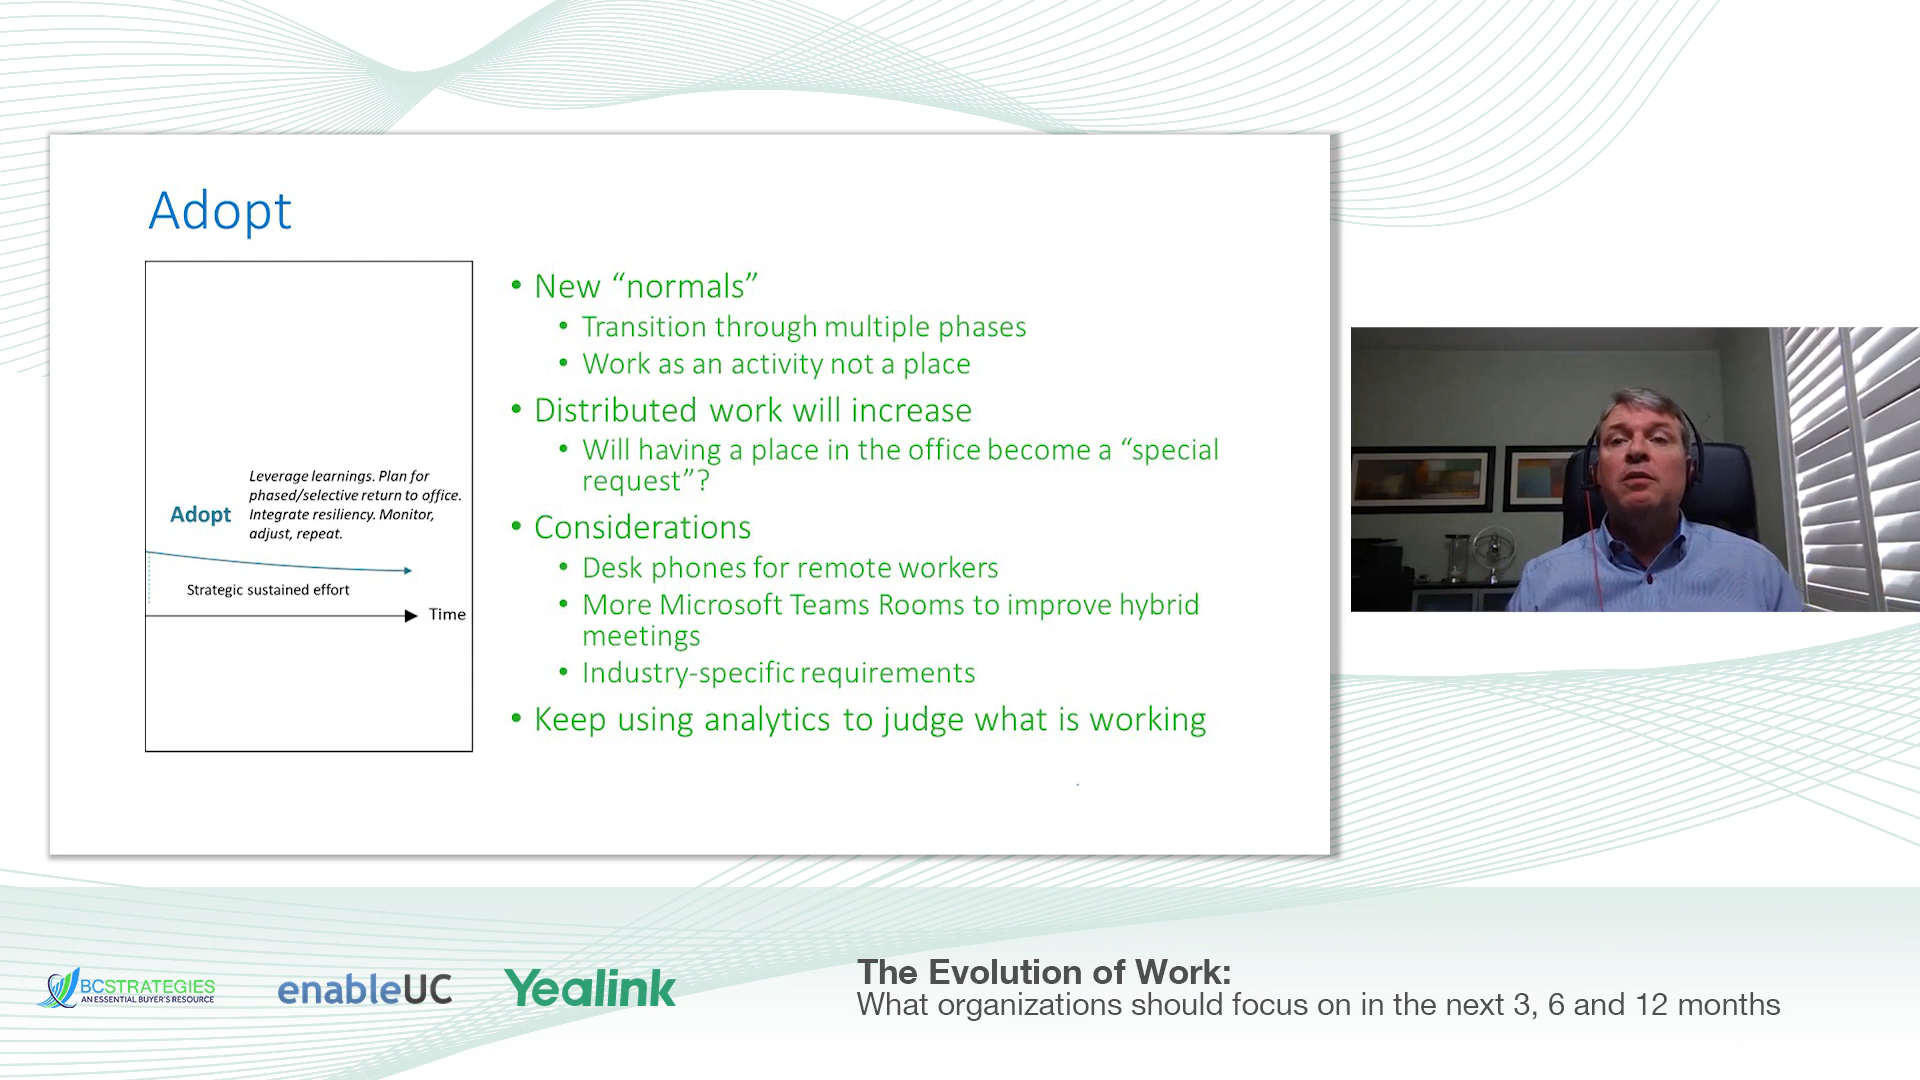 Adopt
Leverage learnings. Plan for
phased/selective return to office.
Integrate resiliency. Monitor,
adjust, repeat.
Adopt
Strategic sustained effort
Time
• New “normals”
• Transition through multiple phases
• Work as an activity not a place
• Distributed work will increase
• Will having a place in the office become a “special
request”?
• Considerations
• Desk phones for remote workers
• More Microsoft Teams Rooms to improve hybrid
meetings
• Industry-specific requirements
• Keep using analytics to judge what is working
BCSTRATEGIES
AN ESSENTIAL BUYER'S RESOURCE
enableUC
Yealink
The Evolution of Work:
What organizations should focus on in the next 3, 6 and 12 months